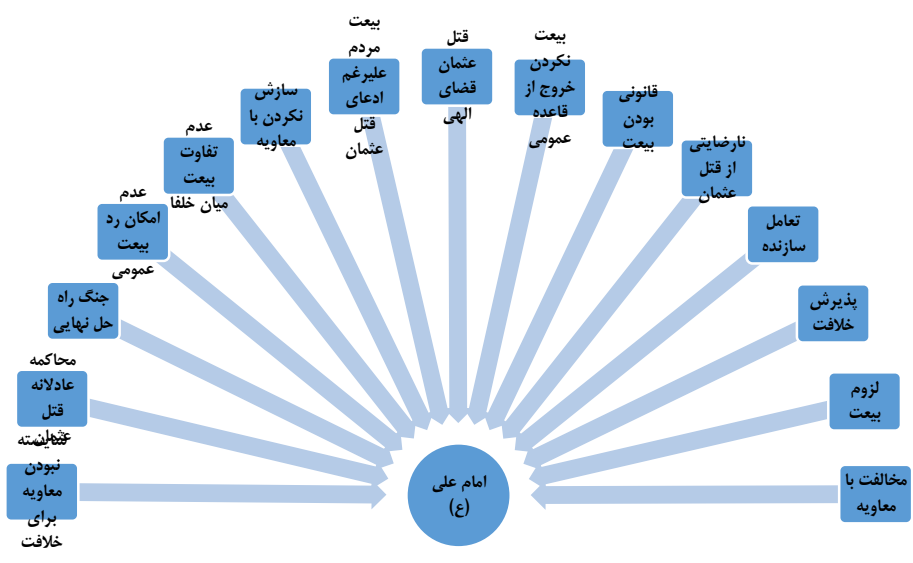 مخالفت با
معاویه
لزوم
بیعت
پذیرش
خلافت
تعامل
سازنده
نارضایتی
از قتل
عثمان
قانونی
بودن
بیعت
بیعت
نکردن
خروج از
قاعده
عمومی
قتل
عثمان
قضای
الهی
بیعت
مردم
علیرغم
ادعای
قتل
عثمان
سازش
نکردن با
معاویه
عدم
تفاوت
بیعت
میان خلفا
عدم
امکان رد
بیعت
عمومی
جنگ راه
حل نهایی
محاکمه
عادلانه
قتل
عثمان
شایسته
نبودن
معاویه
برای
خلافت
امام علی
(ع)